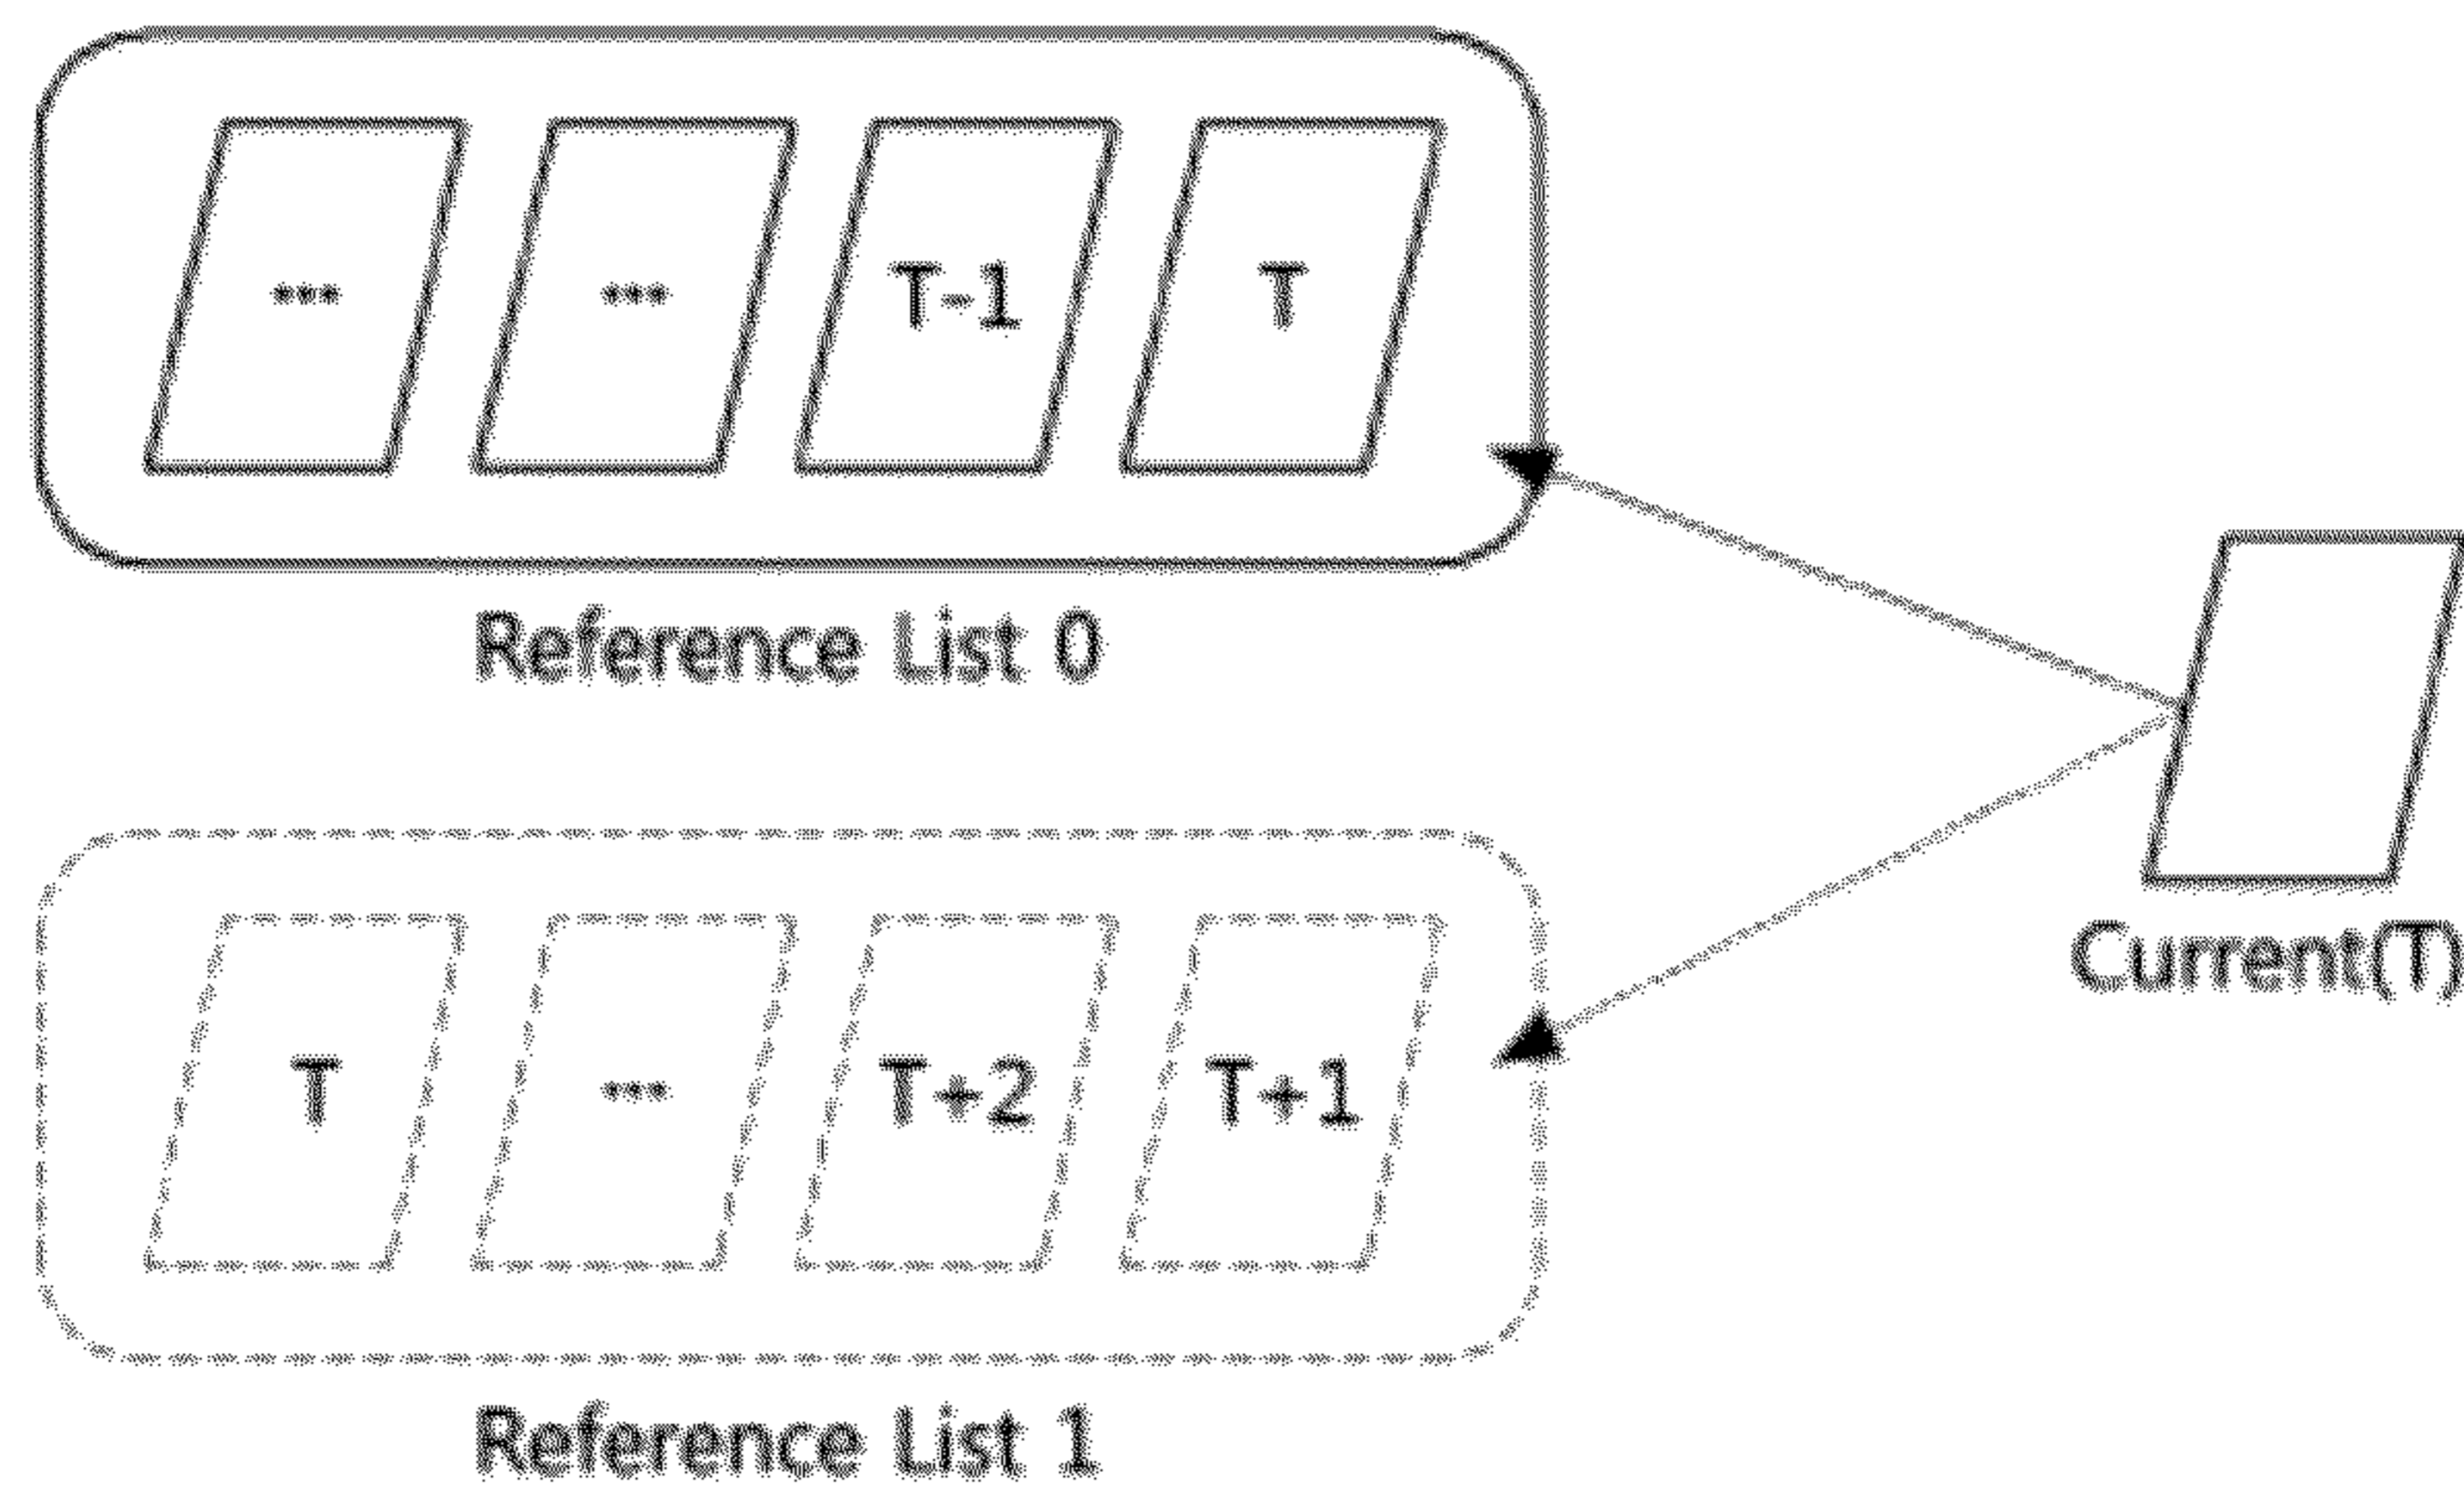 ... ... T-1 T
Reference List 0
Current(T)
T ... T+2 T+1
Reference List 1